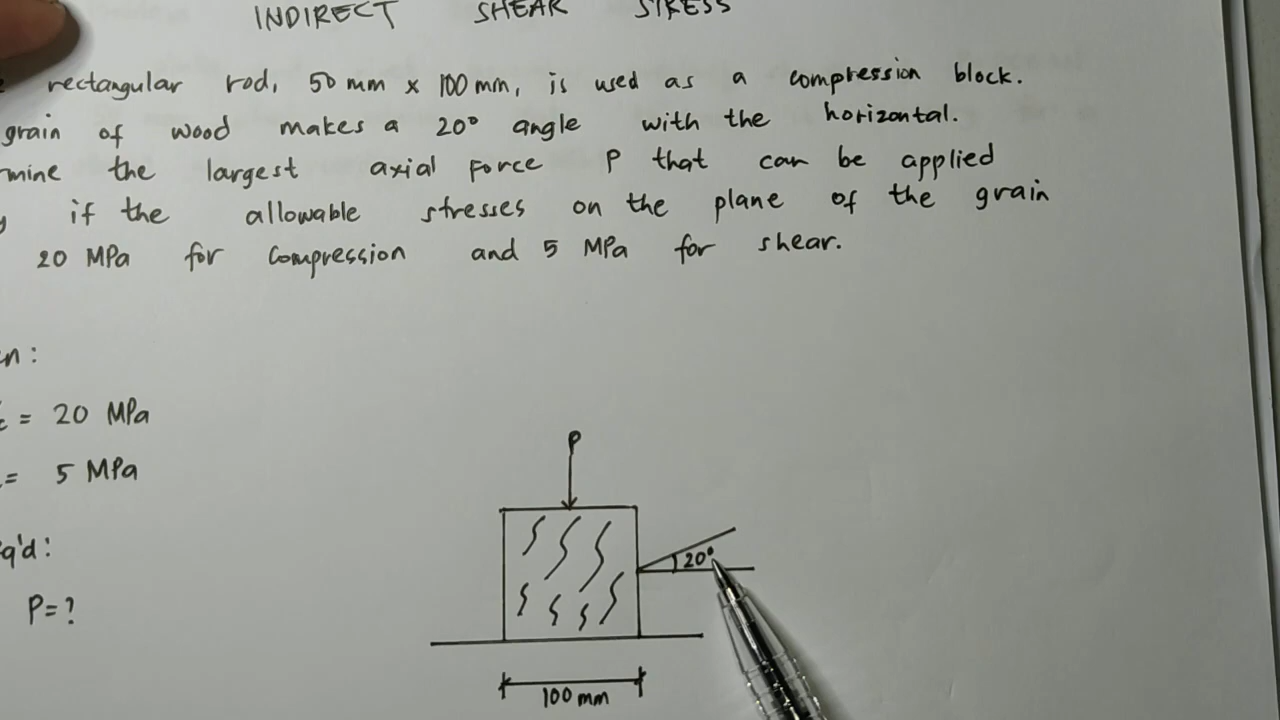 INDIRECT SHEAR STRESS
rectangular rod, 50 mm x 100 mm, is used as a compression block.
grain of wood makes a 20° angle with the horizontal.
mine the largest axial force P that can be applied
if the allowable stresses on the plane of the grain
20 MPa for compression and 5 MPa for shear.
en:
= 20 MPa
= 5 MPa
q'd:
P = ?
P
20°
100 mm